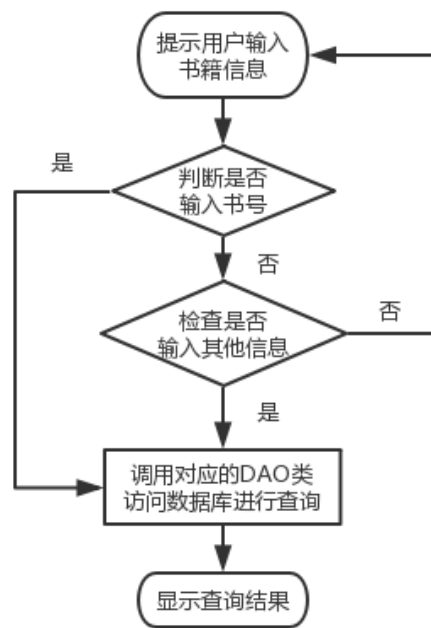 提示用户输入
书籍信息
是
判断是否
输入书号
否
检查是否
输入其他信息
否
是
调用对应的DAO类
访问数据库进行查询
显示查询结果